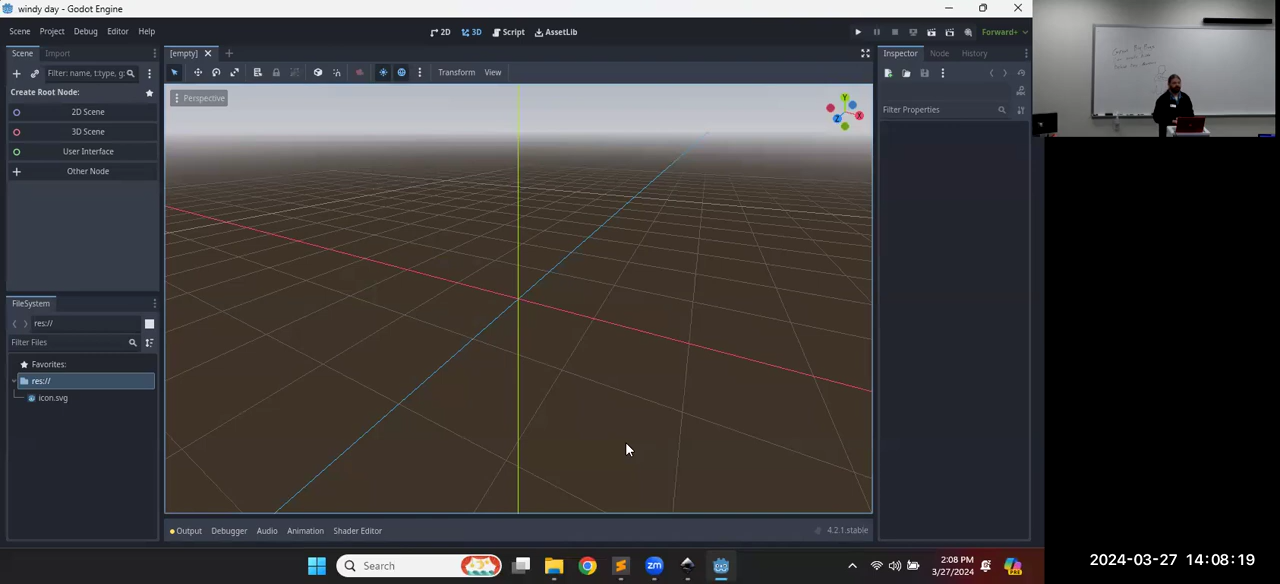 windy day - Godot Engine
Scene Project Debug Editor Help
2D 3D Script AssetLib
Forward+
Scene Import
[empty]
Inspector Node History
Filter: name, t:type, g:
Transform View
Create Root Node:
Perspective
Y
X
Z
Filter Properties
2D Scene
3D Scene
User Interface
Other Node
FileSystem
res://
Filter Files
Favorites:
res://
icon.svg
Output Debugger Audio Animation Shader Editor
4.2.1.stable
Search
zm
2:08 PM
3/27/2024
PRE
2024-03-27 14:08:19